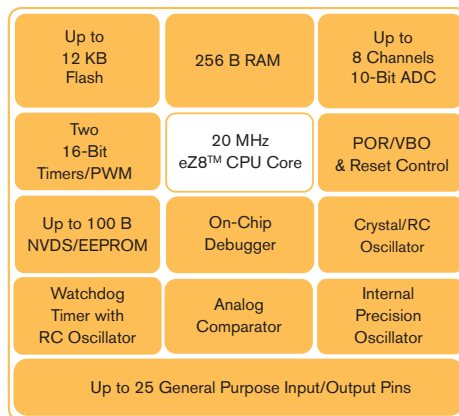 Up to
12 KB
Flash
256 B RAM
Up to
8 Channels
10-Bit ADC
Two
16-Bit
Timers/PWM
20 MHz
eZ8™ CPU Core
POR/VBO
& Reset Control
Up to 100 B
NVDS/EEPROM
On-Chip
Debugger
Crystal/RC
Oscillator
Watchdog
Timer with
RC Oscillator
Analog
Comparator
Internal
Precision
Oscillator
Up to 25 General Purpose Input/Output Pins